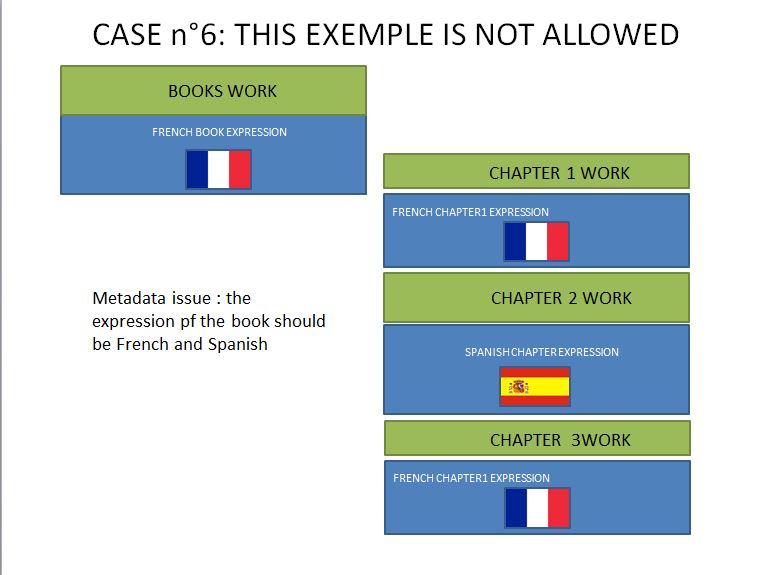 CASE n°6: THIS EXEMPLE IS NOT ALLOWED
BOOKS WORK
FRENCH BOOK EXPRESSION
CHAPTER 1 WORK
FRENCH CHAPTER1 EXPRESSION
CHAPTER 2 WORK
SPANISH CHAPTER EXPRESSION
CHAPTER 3WORK
FRENCH CHAPTER1 EXPRESSION
Metadata issue : the
expression pf the book should
be French and Spanish